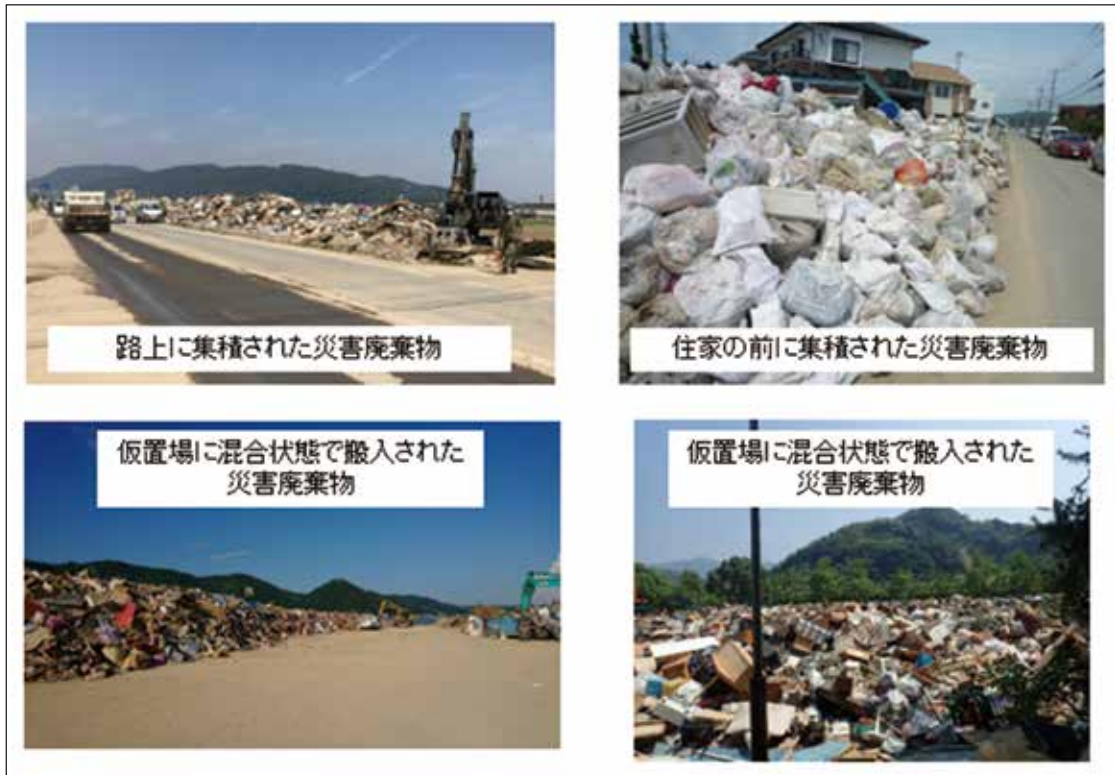 路上に集積された災害廃棄物
住家の前に集積された災害廃棄物
仮置場に混合状態で搬入された
災害廃棄物
仮置場に混合状態で搬入された
災害廃棄物